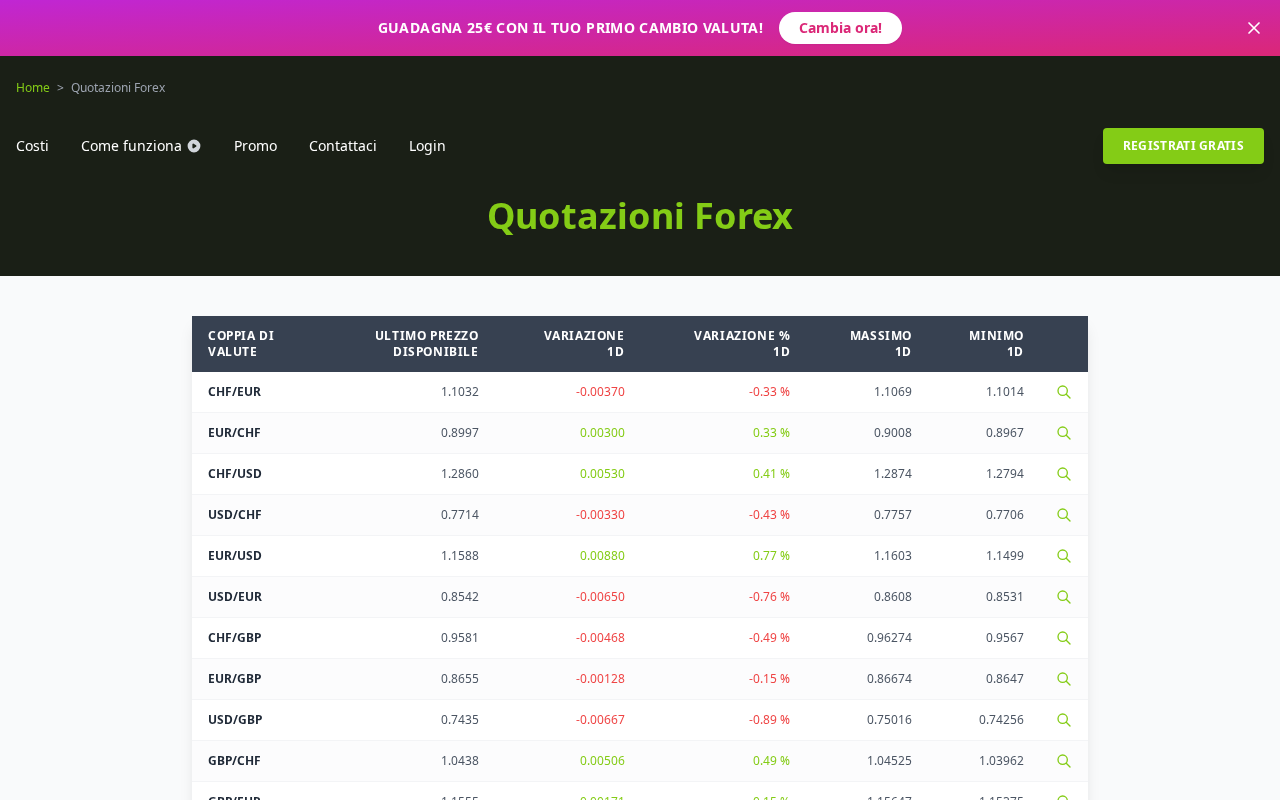 GUADAGNA 25€ CON IL TUO PRIMO CAMBIO VALUTA! Cambia ora!
Home > Quotazioni Forex
Costi Come funziona Promo Contattaci Login REGISTRATI GRATIS
Quotazioni Forex
COPPIA DI VALUTE ULTIMO PREZZO DISPONIBILE VARIAZIONE 1D VARIAZIONE % 1D MASSIMO 1D MINIMO 1D
CHF/EUR 1.1032 -0.00370 -0.33 % 1.1069 1.1014
EUR/CHF 0.8997 0.00300 0.33 % 0.9008 0.8967
CHF/USD 1.2860 0.00530 0.41 % 1.2874 1.2794
USD/CHF 0.7714 -0.00330 -0.43 % 0.7757 0.7706
EUR/USD 1.1588 0.00880 0.77 % 1.1603 1.1499
USD/EUR 0.8542 -0.00650 -0.76 % 0.8608 0.8531
CHF/GBP 0.9581 -0.00468 -0.49 % 0.96274 0.9567
EUR/GBP 0.8655 -0.00128 -0.15 % 0.86674 0.8647
USD/GBP 0.7435 -0.00667 -0.89 % 0.75016 0.74256
GBP/CHF 1.0438 0.00506 0.49 % 1.04525 1.03962